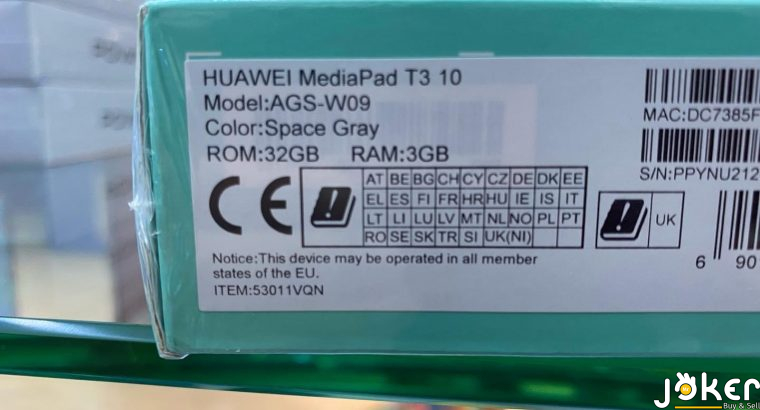 HUAWEI MediaPad T3 10
Model:AGS-W09
Color:Space Gray
ROM:32GB RAM:3GB
MAC:DC7385F
S/N:PPYNU212
CE
AT BE BG CH CY CZ DE DK EE
EL ES FI FR HR HU IE IS IT
LT LI LU LV MT NL NO PL PT
RO SE SK TR SI UK(NI)
UK
6 90
Notice:This device may be operated in all member
states of the EU.
ITEM:53011VQN
JOKER
Buy & Sell